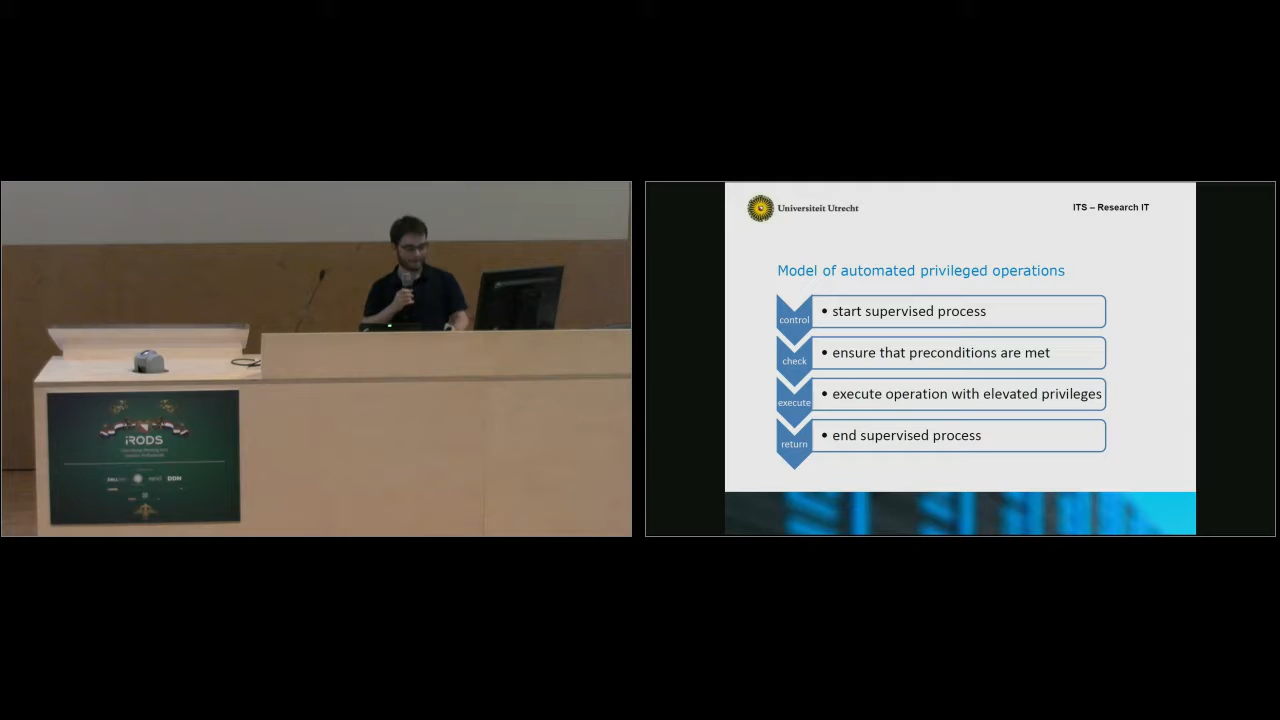 iRODS
DDN
Universiteit Utrecht
ITS – Research IT
Model of automated privileged operations
control
• start supervised process
check
• ensure that preconditions are met
execute
• execute operation with elevated privileges
return
• end supervised process